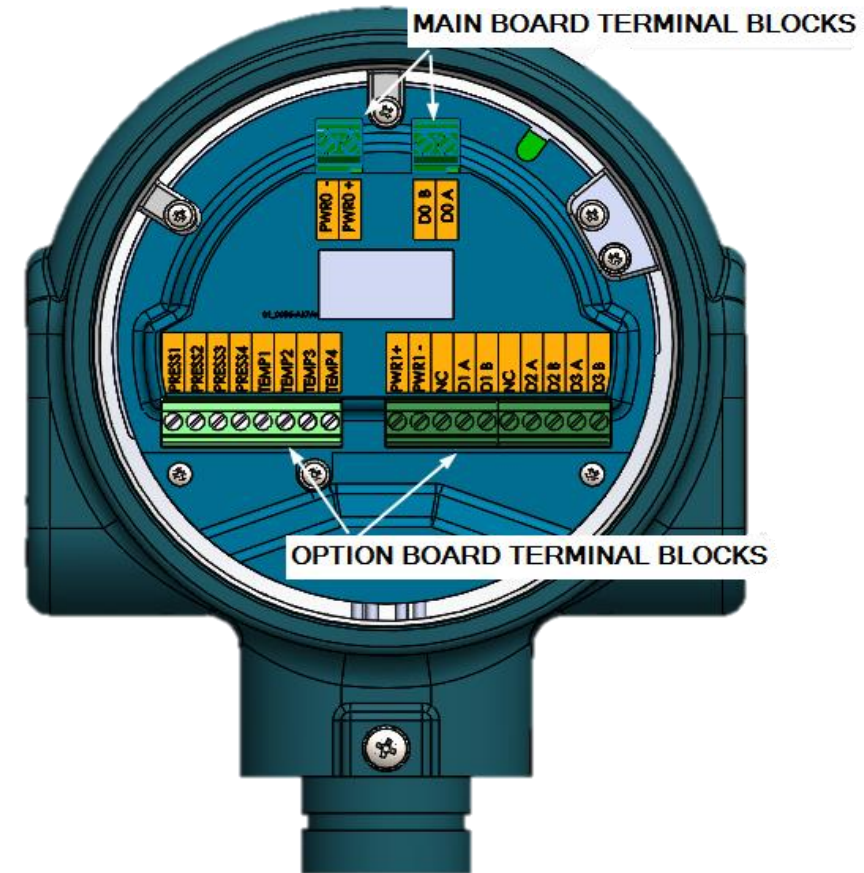 MAIN BOARD TERMINAL BLOCKS
PWR0 -
PWR0 +
D0 B
D0 A
PRESS1
PRESS2
PRESS3
PRESS4
TEMP1
TEMP2
TEMP3
TEMP4
PWR1+
PWR1 -
NC
D1 A
D1 B
NC
D2 A
D2 B
D3 A
D3 B
OPTION BOARD TERMINAL BLOCKS